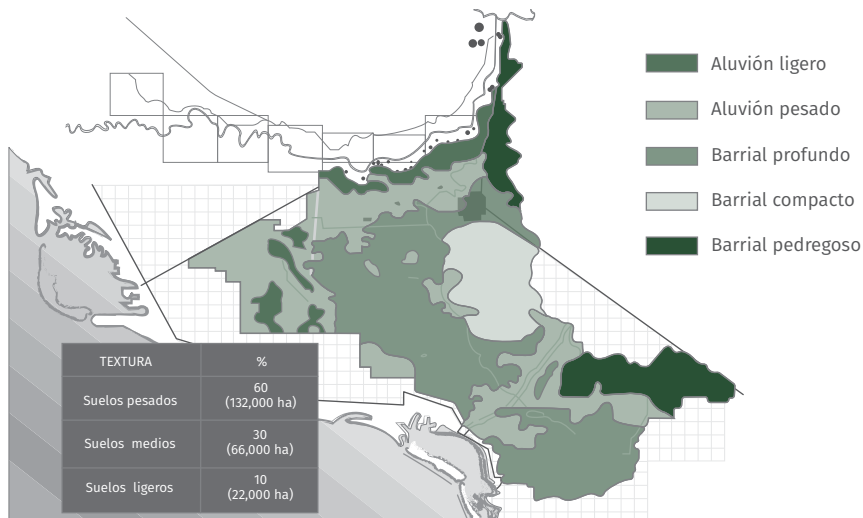 Aluvión ligero
Aluvión pesado
Barrial profundo
Barrial compacto
Barrial pedregoso
TEXTURA %
Suelos pesados 60
(132,000 ha)
Suelos medios 30
(66,000 ha)
Suelos ligeros 10
(22,000 ha)